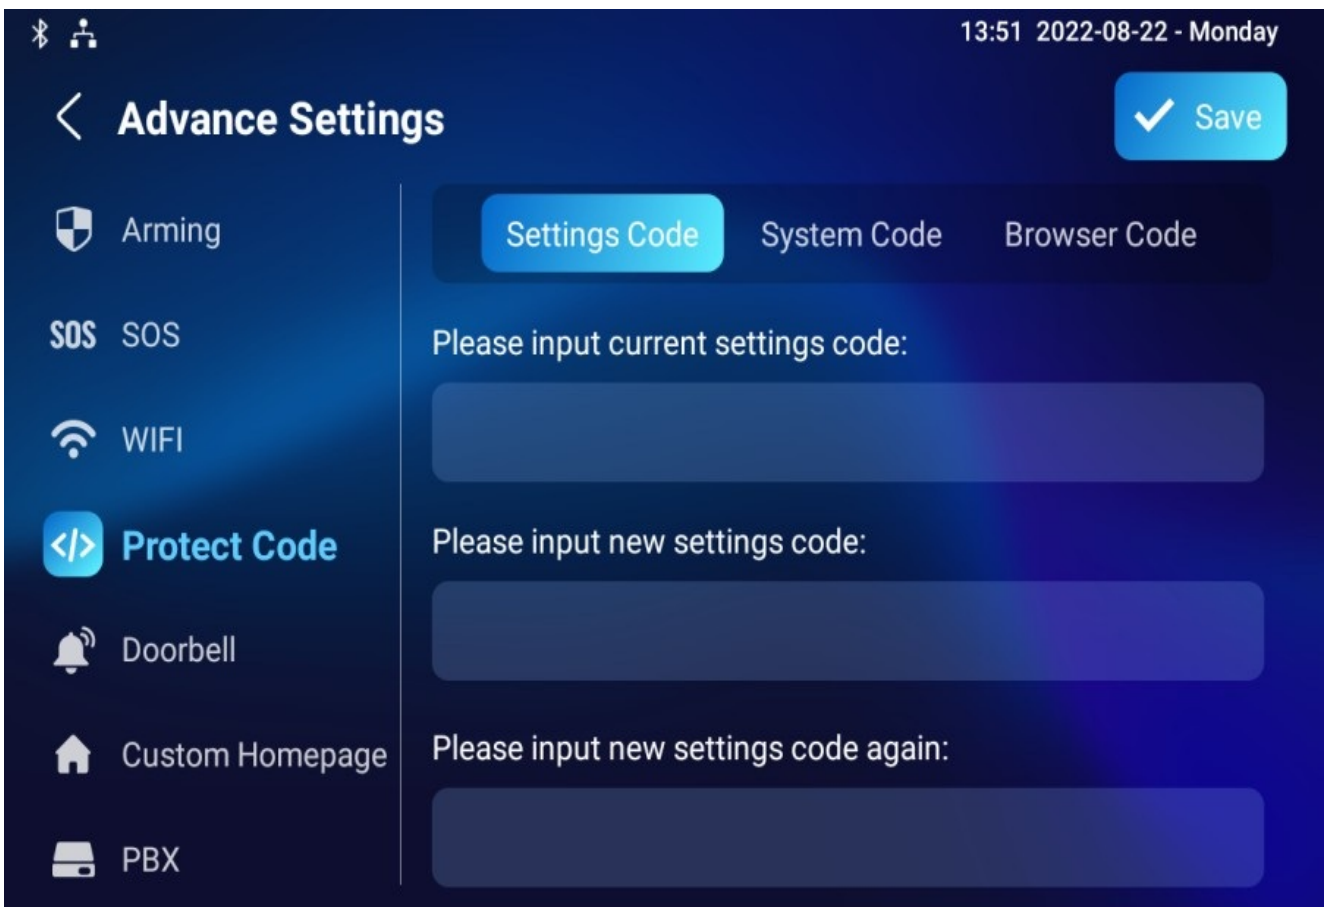 13:51 2022-08-22 - Monday
Advance Settings
Save
Arming
SOS SOS
WIFI
</> Protect Code
Doorbell
Custom Homepage
PBX
Settings Code System Code Browser Code
Please input current settings code:
Please input new settings code:
Please input new settings code again: